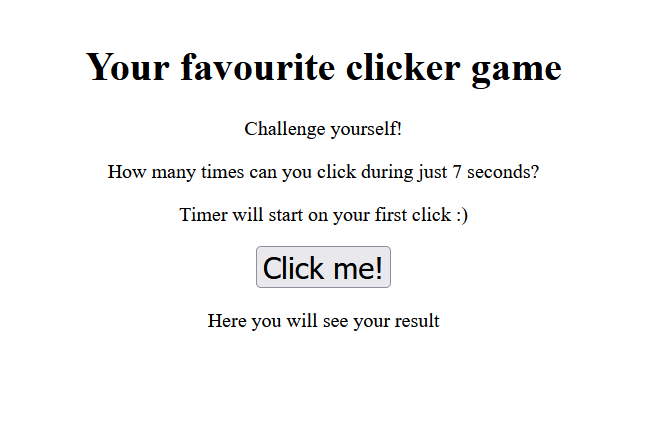 Your favourite clicker game
Challenge yourself!
How many times can you click during just 7 seconds?
Timer will start on your first click :)
Click me!
Here you will see your result